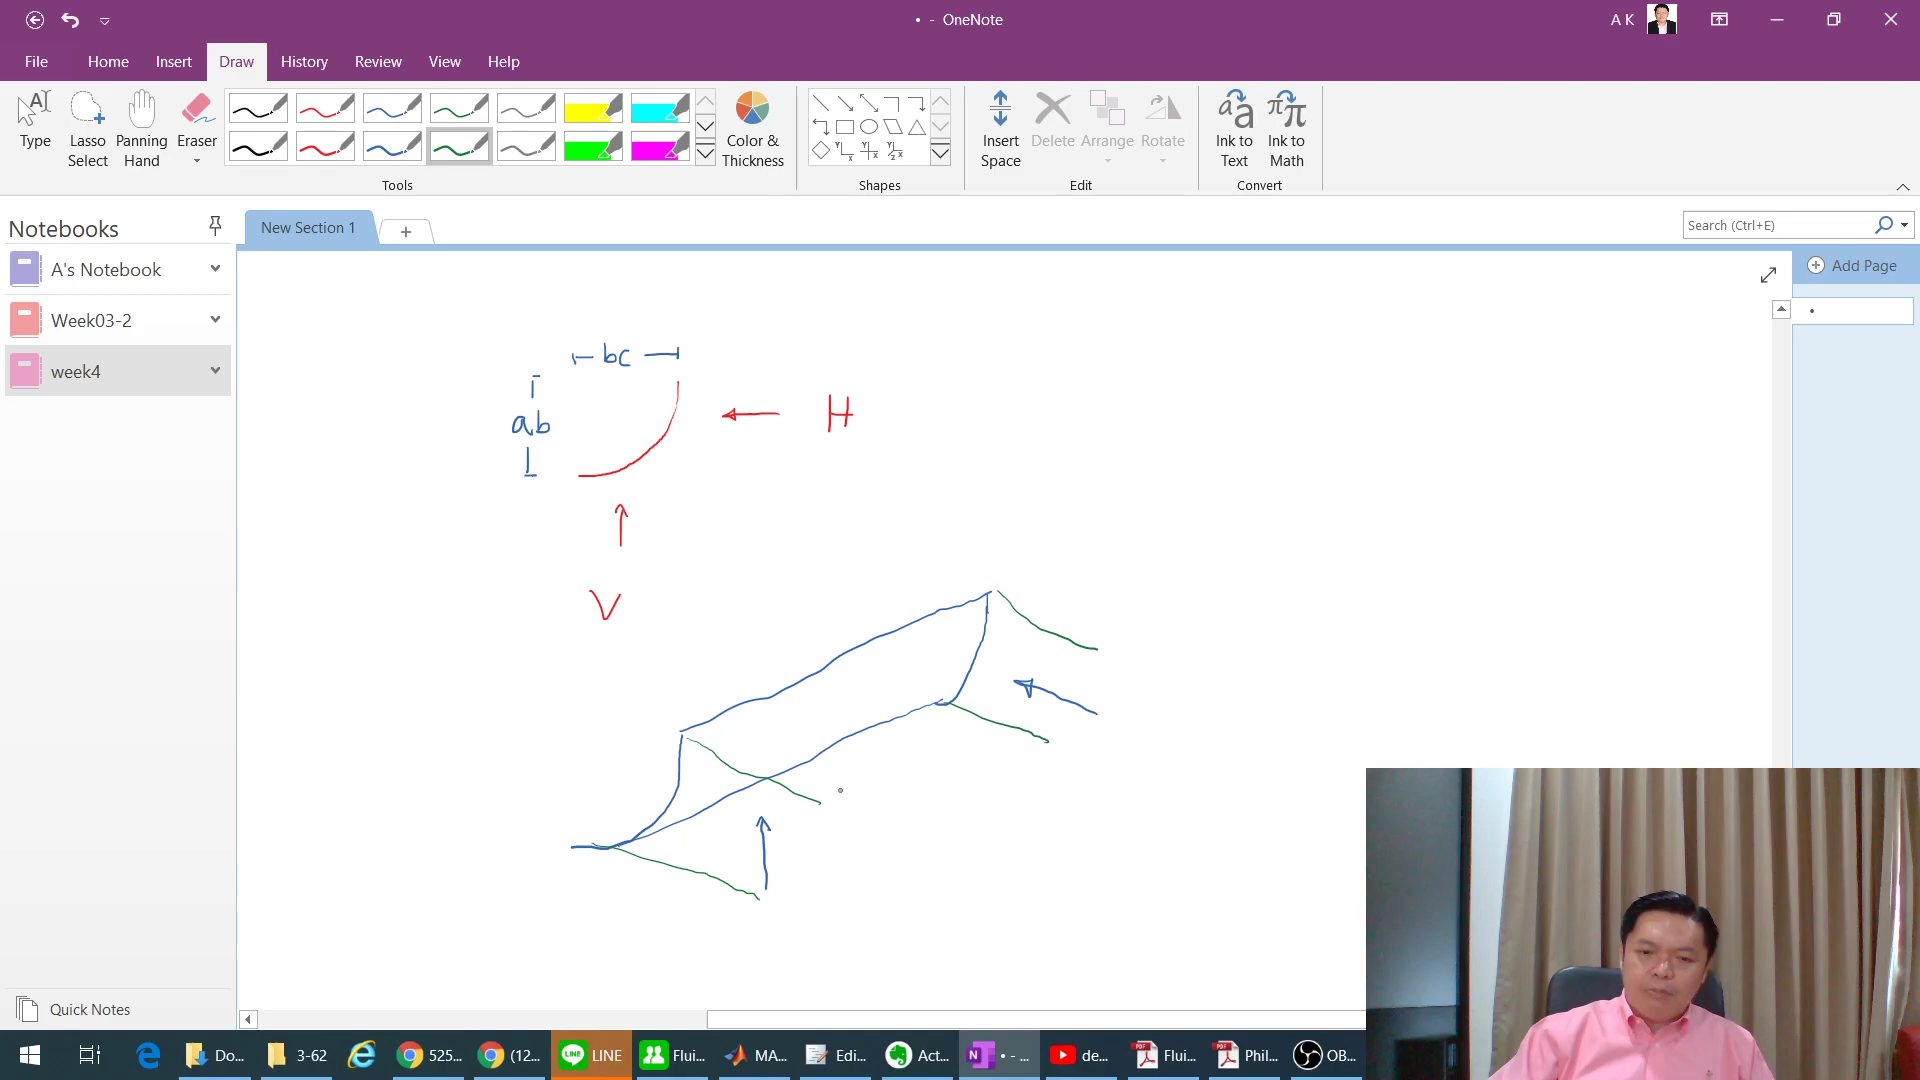 • - OneNote
A K
File
Home
Insert
Draw
History
Review
View
Help
Type
Lasso Select
Panning Hand
Eraser
Color & Thickness
Insert Space
Delete
Arrange
Rotate
Ink to Text
Ink to Math
Tools
Shapes
Edit
Convert
Notebooks
New Section 1
Search (Ctrl+E)
A's Notebook
Add Page
Week03-2
week4
bc
ab
H
V
Quick Notes
Do...
3-62
525...
(12...
LINE
Flui...
MA...
Edi...
Act...
• - ...
de...
Flui...
Phil...
OB...